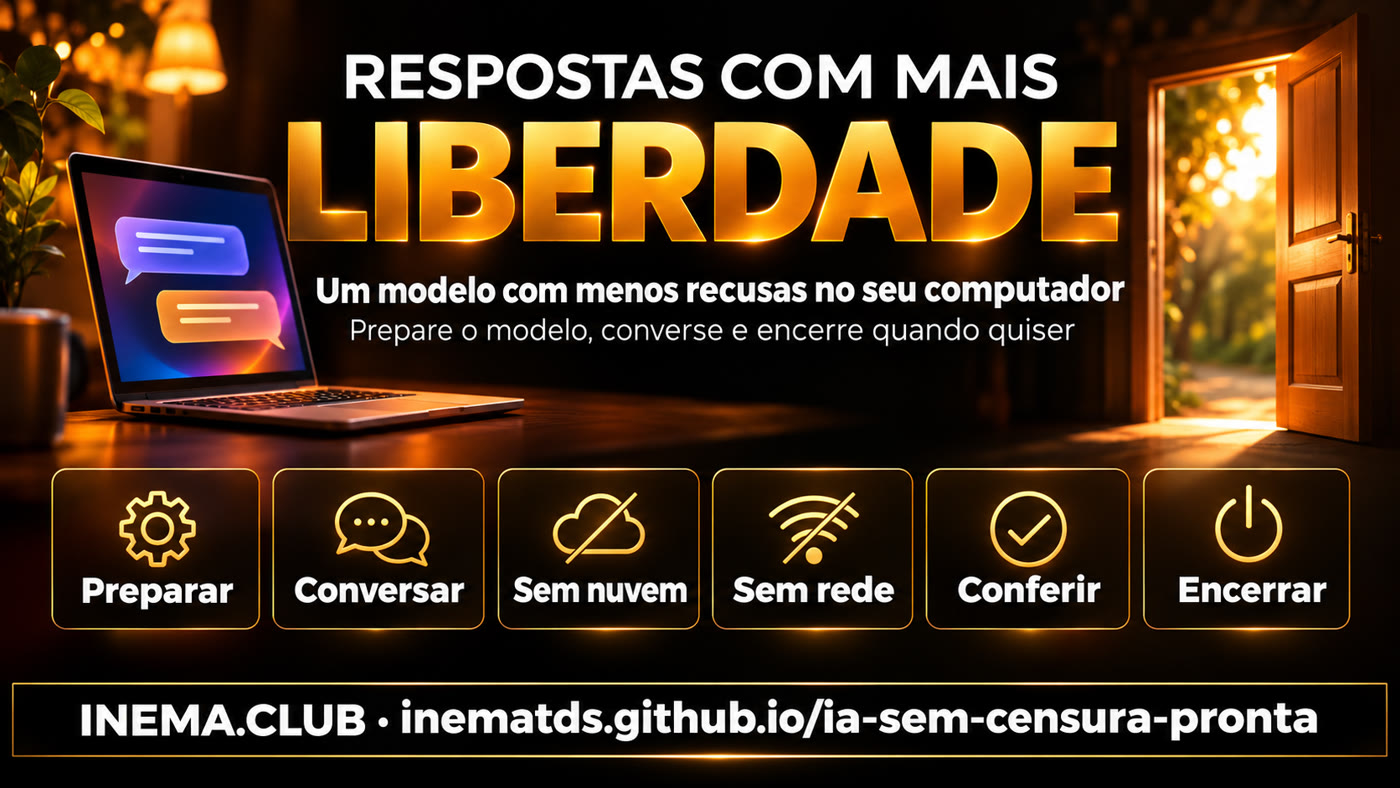 RESPOSTAS COM MAIS
LIBERDADE
Um modelo com menos recusas no seu computador
Prepare o modelo, converse e encerre quando quiser
Preparar
Conversar
Sem nuvem
Sem rede
Conferir
Encerrar
INEMA.CLUB · inematds.github.io/ia-sem-censura-pronta